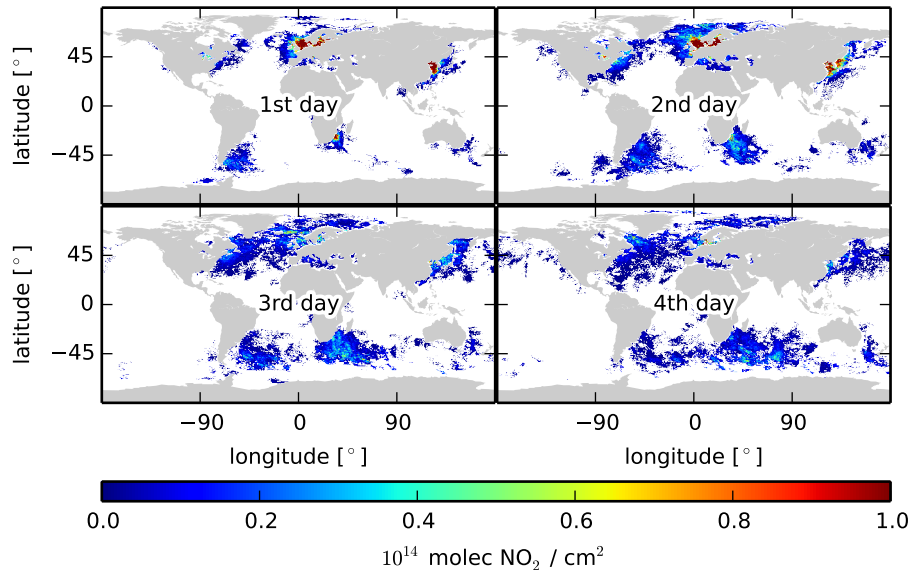 latitude [°]
45
0
−45
1st day
2nd day
latitude [°]
45
0
−45
3rd day
4th day
−90
0
90
−90
0
90
longitude [°]
longitude [°]
0.0
0.2
0.4
0.6
0.8
1.0
10¹⁴ molec NO₂ / cm²